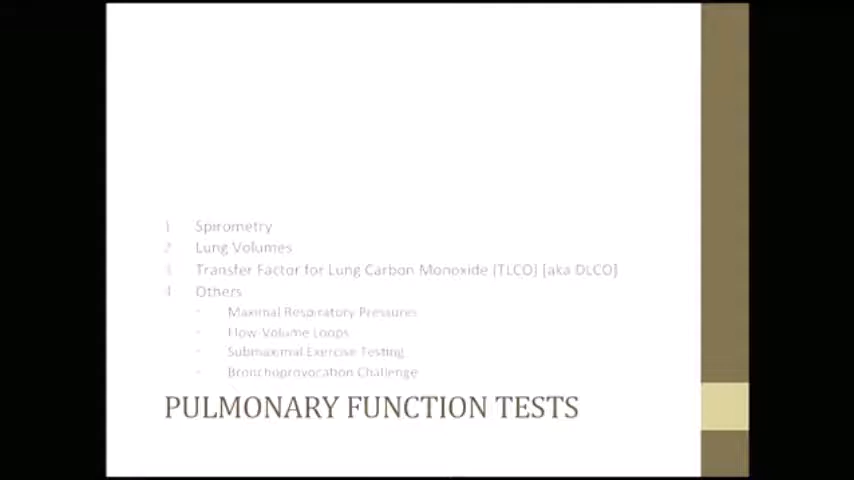 1 Spirometry
2 Lung Volumes
3 Transfer Factor for Lung Carbon Monoxide (TLCO) [aka DLCO]
4 Others
- Maximal Respiratory Pressures
- Flow-Volume Loops
- Submaximal Exercise Testing
- Bronchoprovocation Challenge
PULMONARY FUNCTION TESTS